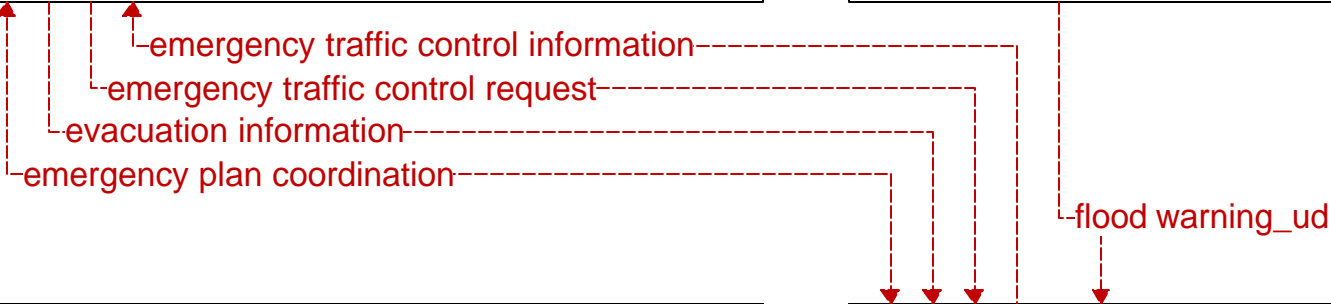 emergency traffic control information
emergency traffic control request
evacuation information
emergency plan coordination
flood warning_ud